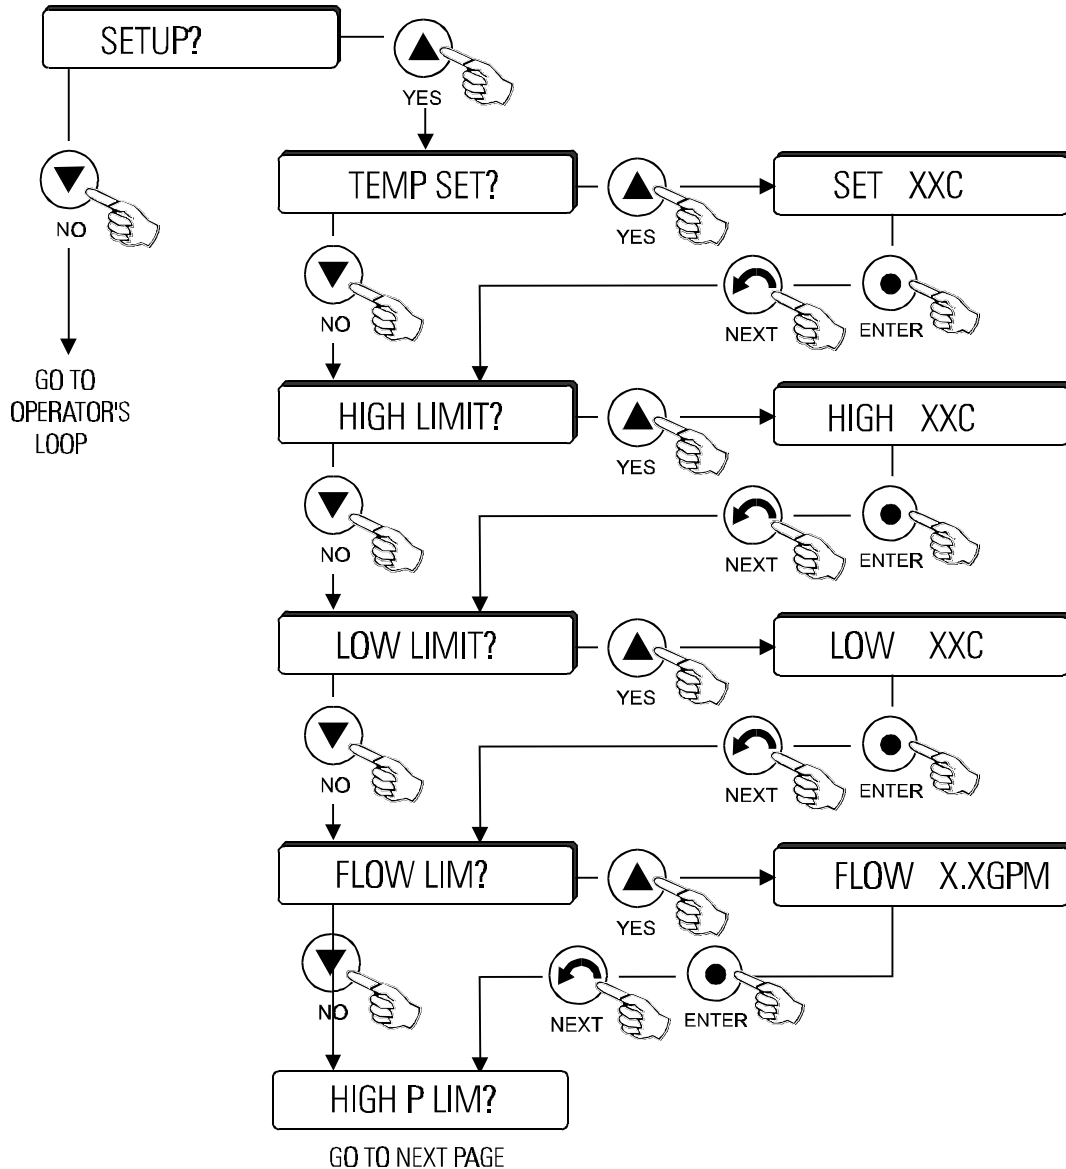 SETUP?
YES
NO
GO TO
OPERATOR'S
LOOP
TEMP SET?
YES
SET XXC
NO
NEXT
ENTER
HIGH LIMIT?
YES
HIGH XXC
NO
NEXT
ENTER
LOW LIMIT?
YES
LOW XXC
NO
NEXT
ENTER
FLOW LIM?
YES
FLOW X.XGPM
NO
NEXT
ENTER
HIGH P LIM?
GO TO NEXT PAGE